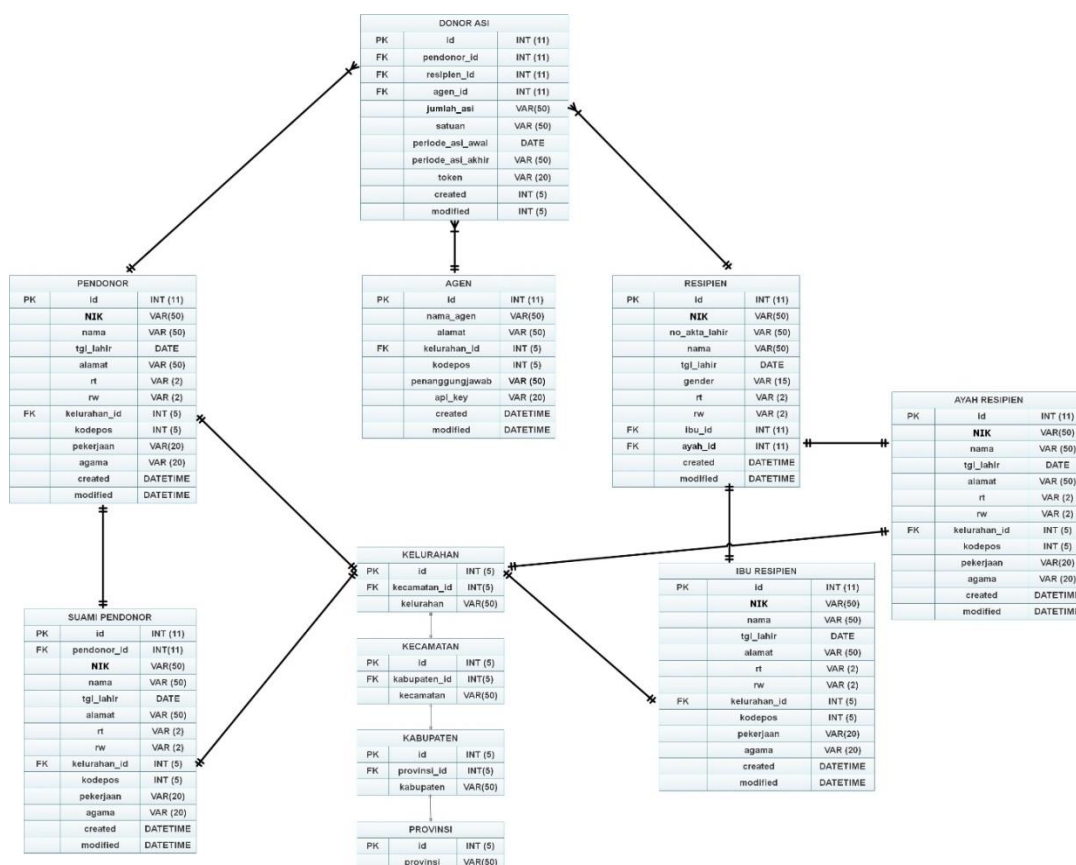 DONOR ASI
PK id INT (11)
FK pendonor_id INT (11)
FK resipien_id INT (11)
FK agen_id INT (11)
jumlah_asi VAR(50)
satuan VAR (50)
periode_asi_awal DATE
periode_asi_akhir VAR (50)
token VAR (20)
created INT (5)
modified INT (5)
PENDONOR
PK id INT (11)
NIK VAR(50)
nama VAR (50)
tgl_lahir DATE
alamat VAR (50)
rt VAR (2)
rw VAR (2)
FK kelurahan_id INT (5)
kodepos INT (5)
pekerjaan VAR(20)
agama VAR (20)
created DATETIME
modified DATETIME
AGEN
PK id INT (11)
nama_agen VAR(50)
alamat VAR (50)
FK kelurahan_id INT (5)
kodepos INT (5)
penanggungjawab VAR (50)
api_key VAR (20)
created DATETIME
modified DATETIME
RESIPIEN
PK id INT (11)
NIK VAR(50)
no_akta_lahir VAR (50)
nama VAR(50)
tgl_lahir DATE
gender VAR (15)
rt VAR (2)
rw VAR (2)
FK ibu_id INT (11)
FK ayah_id INT (11)
created DATETIME
modified DATETIME
AYAH RESIPIEN
PK id INT (11)
NIK VAR(50)
nama VAR (50)
tgl_lahir DATE
alamat VAR (50)
rt VAR (2)
rw VAR (2)
FK kelurahan_id INT (5)
kodepos INT (5)
pekerjaan VAR(20)
agama VAR (20)
created DATETIME
modified DATETIME
SUAMI PENDONOR
PK id INT (11)
FK pendonor_id INT(11)
NIK VAR(50)
nama VAR (50)
tgl_lahir DATE
alamat VAR (50)
rt VAR (2)
rw VAR (2)
FK kelurahan_id INT (5)
kodepos INT (5)
pekerjaan VAR(20)
agama VAR (20)
created DATETIME
modified DATETIME
KELURAHAN
PK id INT (5)
FK kecamatan_id INT(5)
kelurahan VAR(50)
KECAMATAN
PK id INT (5)
FK kabupaten_id INT(5)
kecamatan VAR(50)
KABUPATEN
PK id INT (5)
FK provinsi_id INT(5)
kabupaten VAR(50)
PROVINSI
PK id INT (5)
provinsi VAR(50)
IBU RESIPIEN
PK id INT (11)
NIK VAR(50)
nama VAR (50)
tgl_lahir DATE
alamat VAR (50)
rt VAR (2)
rw VAR (2)
FK kelurahan_id INT (5)
kodepos INT (5)
pekerjaan VAR(20)
agama VAR (20)
created DATETIME
modified DATETIME